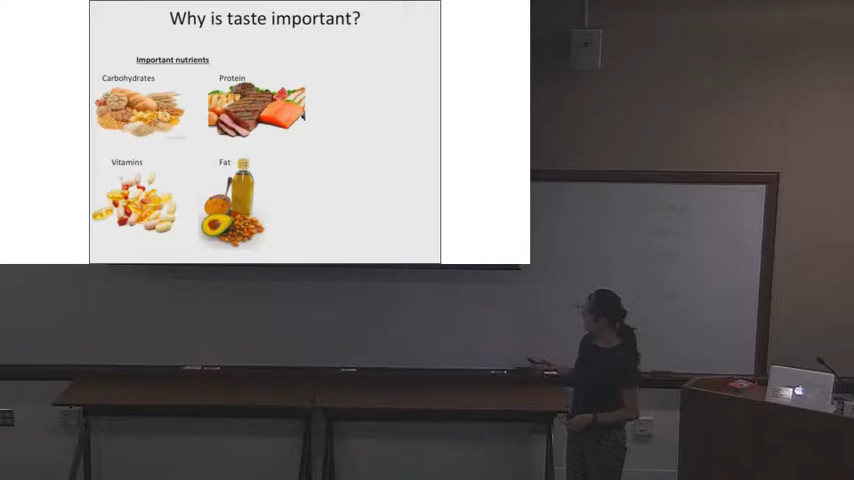 Why is taste important?
Important nutrients
Carbohydrates
Protein
Vitamins
Fat